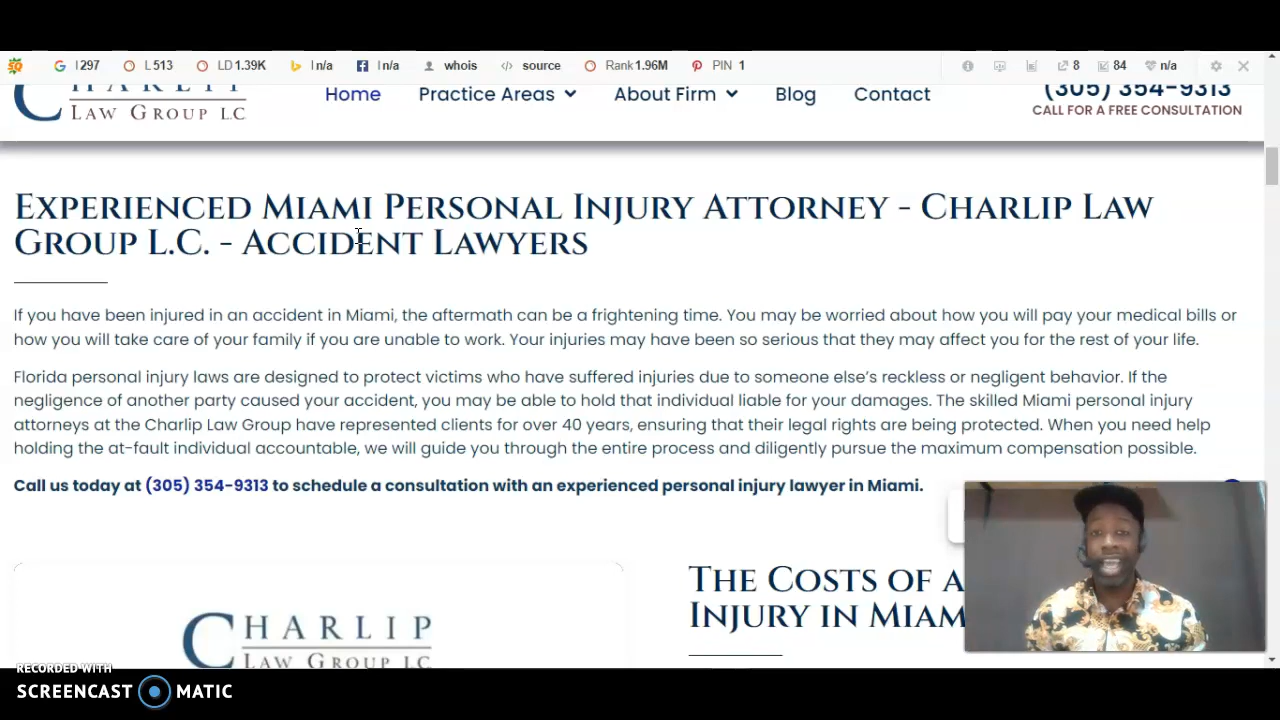 I 297 L 513 LD 1.39K I n/a I n/a whois source Rank 1.96M PIN 1 8 84 n/a
CHARLIP
LAW GROUP LC
Home Practice Areas About Firm Blog Contact
(305) 354-9313
CALL FOR A FREE CONSULTATION
EXPERIENCED MIAMI PERSONAL INJURY ATTORNEY - CHARLIP LAW
GROUP L.C. - ACCIDENT LAWYERS
If you have been injured in an accident in Miami, the aftermath can be a frightening time. You may be worried about how you will pay your medical bills or
how you will take care of your family if you are unable to work. Your injuries may have been so serious that they may affect you for the rest of your life.
Florida personal injury laws are designed to protect victims who have suffered injuries due to someone else's reckless or negligent behavior. If the
negligence of another party caused your accident, you may be able to hold that individual liable for your damages. The skilled Miami personal injury
attorneys at the Charlip Law Group have represented clients for over 40 years, ensuring that their legal rights are being protected. When you need help
holding the at-fault individual accountable, we will guide you through the entire process and diligently pursue the maximum compensation possible.
Call us today at (305) 354-9313 to schedule a consultation with an experienced personal injury lawyer in Miami.
THE COSTS OF A
INJURY IN MIAM
CHARLIP
LAW GROUP LC
RECORDED WITH
SCREENCAST MATIC